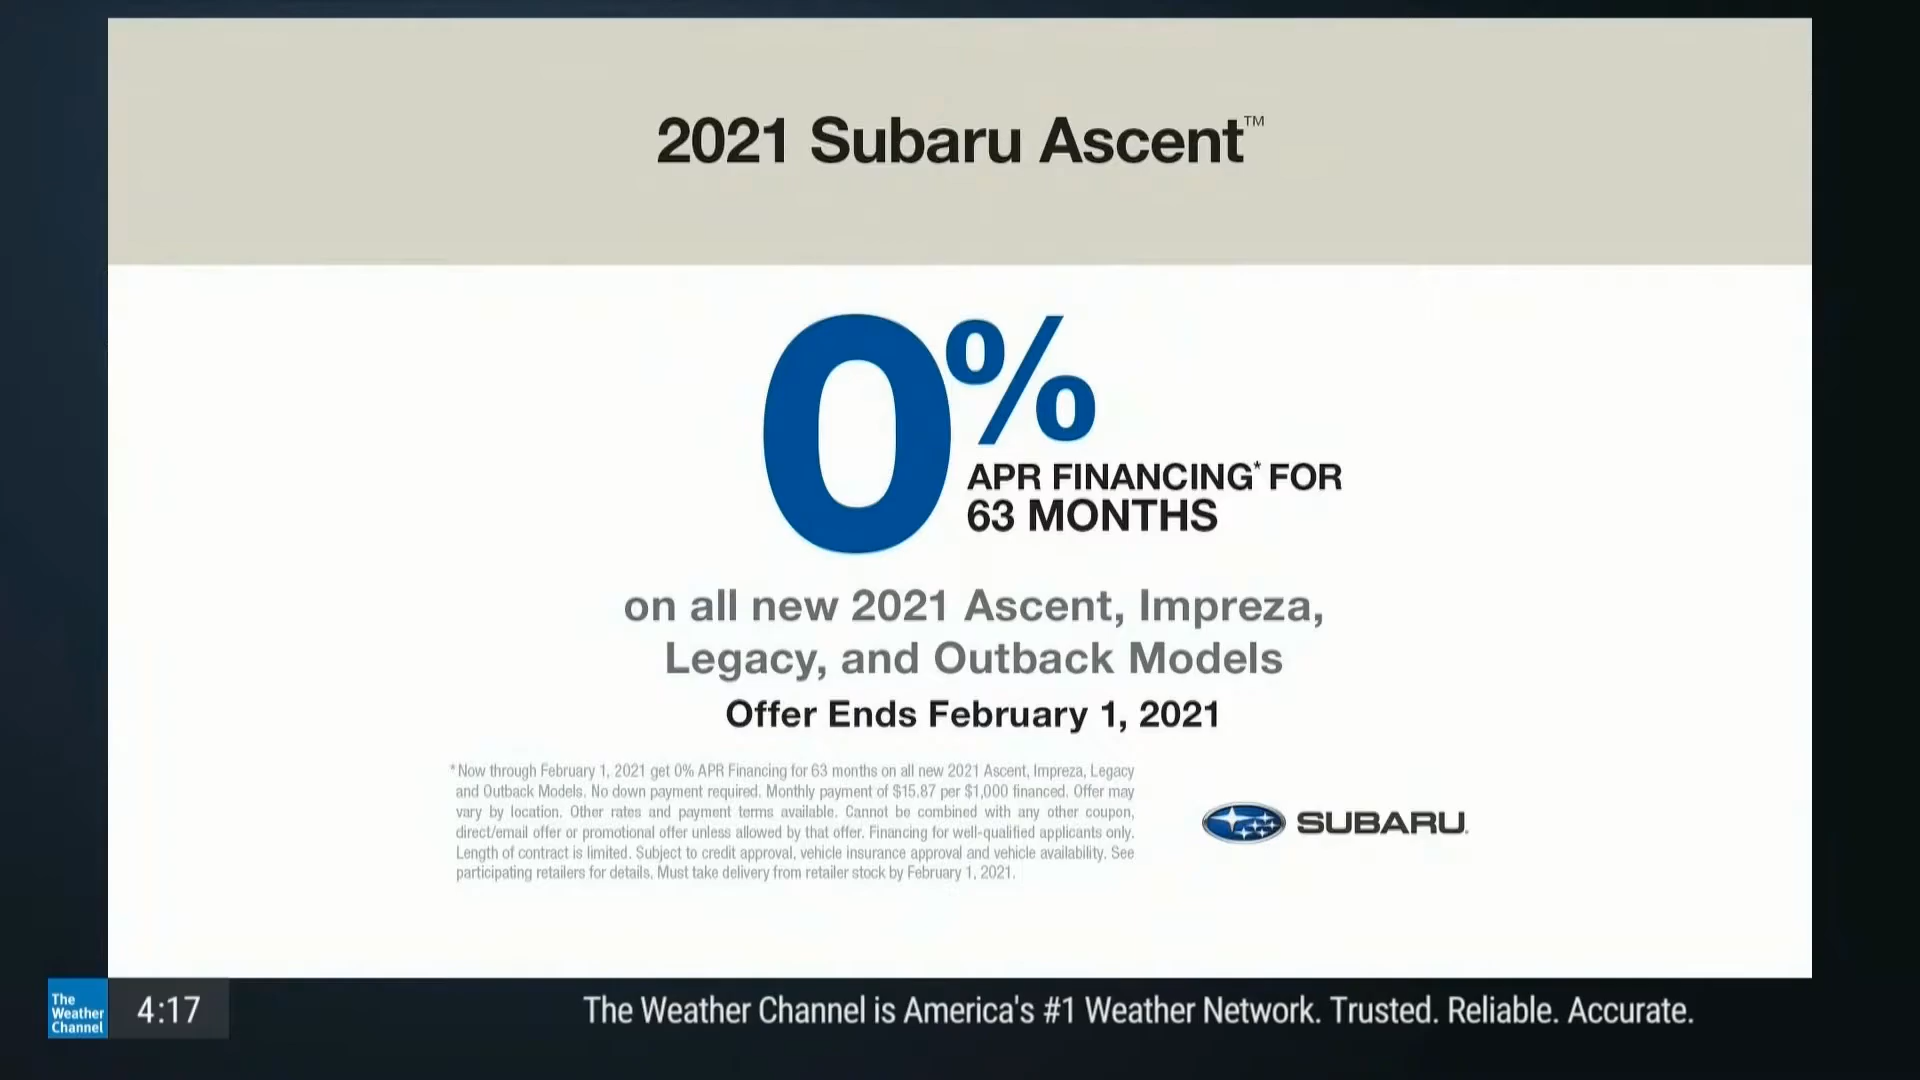 2021 Subaru Ascent™
0%
APR FINANCING* FOR
63 MONTHS
on all new 2021 Ascent, Impreza,
Legacy, and Outback Models
Offer Ends February 1, 2021
*Now through February 1, 2021 get 0% APR Financing for 63 months on all new 2021 Ascent, Impreza, Legacy
and Outback Models. No down payment required. Monthly payment of $15.87 per $1,000 financed. Offer may
vary by location. Other rates and payment terms available. Cannot be combined with any other coupon,
direct/email offer or promotional offer unless allowed by that offer. Financing for well-qualified applicants only.
Length of contract is limited. Subject to credit approval, vehicle insurance approval and vehicle availability. See
participating retailers for details. Must take delivery from retailer stock by February 1, 2021.
SUBARU.
The
Weather
Channel
4:17
The Weather Channel is America's #1 Weather Network. Trusted. Reliable. Accurate.